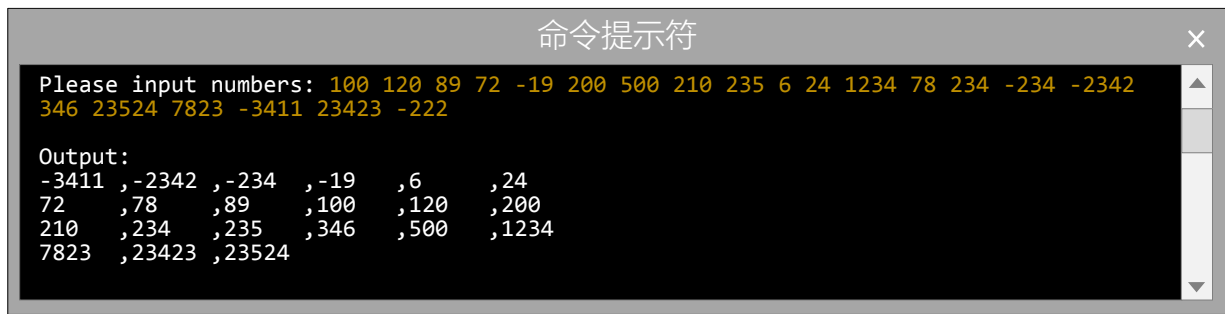 命令提示符
Please input numbers: 100 120 89 72 -19 200 500 210 235 6 24 1234 78 234 -234 -2342
346 23524 7823 -3411 23423 -222
Output:
-3411 ,-2342 ,-234 ,-19 ,6 ,24
72 ,78 ,89 ,100 ,120 ,200
210 ,234 ,235 ,346 ,500 ,1234
7823 ,23423 ,23524